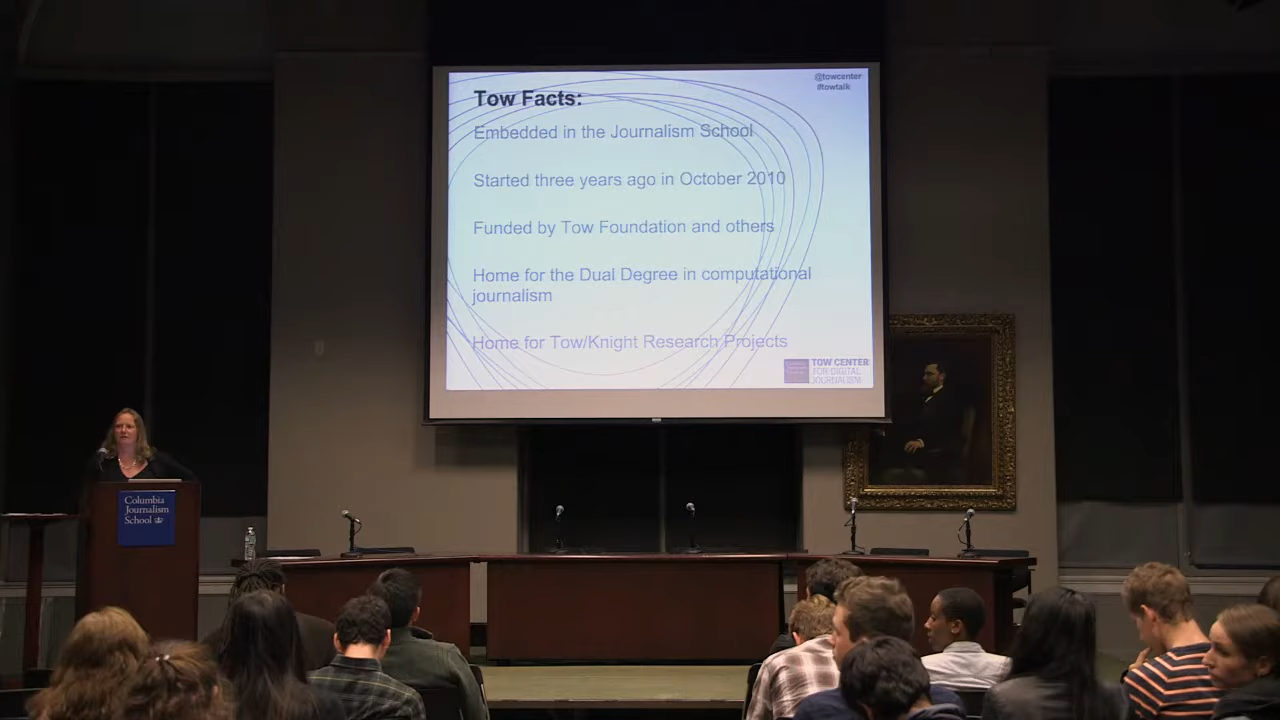 @towcenter
#towtalk
Tow Facts:
Embedded in the Journalism School
Started three years ago in October 2010
Funded by Tow Foundation and others
Home for the Dual Degree in computational
journalism
Home for Tow/Knight Research Projects
TOW CENTER
FOR DIGITAL
JOURNALISM
Columbia
Journalism
School